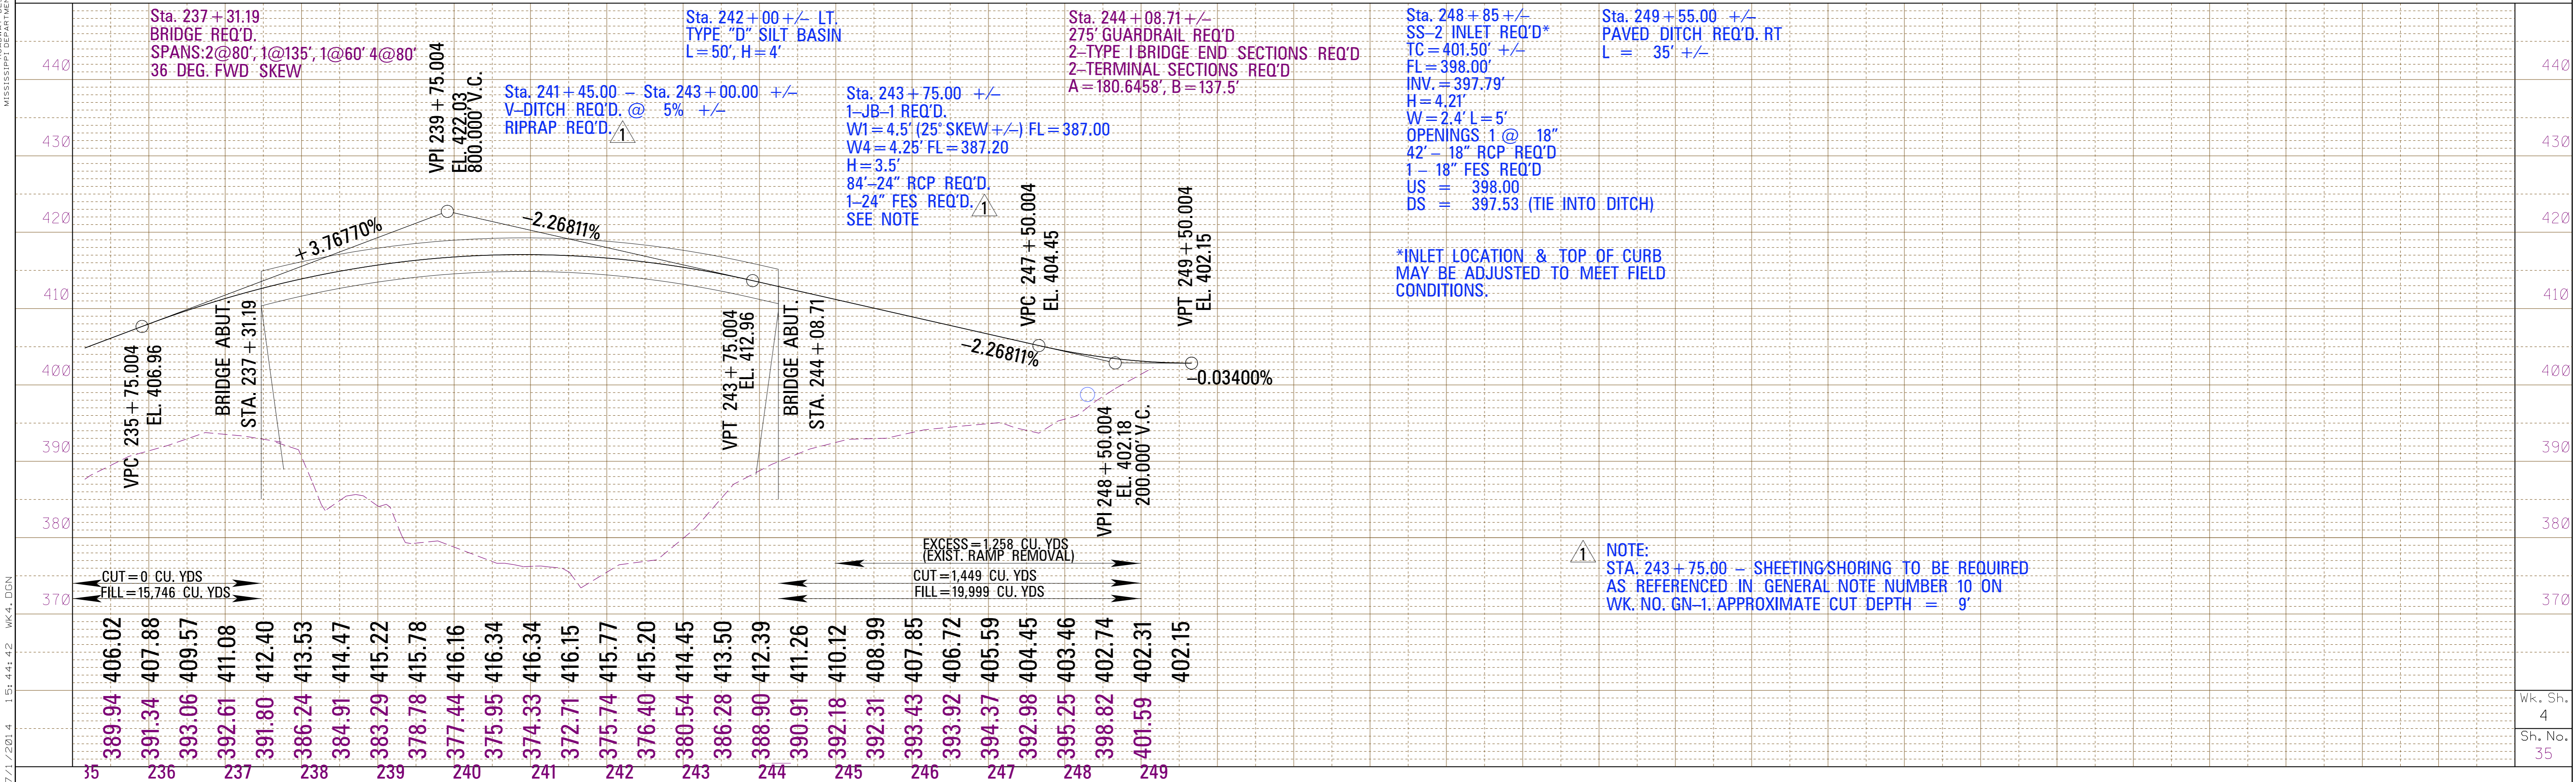 Sta. 237+31.19
BRIDGE REQ'D.
SPANS:2@80', 1@135', 1@60' 4@80'
36 DEG. FWD SKEW
Sta. 242+00+/- LT.
TYPE "D" SILT BASIN
L=50', H=4'
Sta. 241+45.00 - Sta. 243+00.00 +/-
V-DITCH REQ'D. @ 5% +/-
RIPRAP REQ'D. 1
Sta. 243+75.00 +/-
1-JB-1 REQ'D.
W1=4.5' (25° SKEW+/-) FL=387.00
W4=4.25' FL=387.20
H=3.5'
84'-24" RCP REQ'D.
1-24" FES REQ'D. 1
SEE NOTE
Sta. 244+08.71+/-
275' GUARDRAIL REQ'D
2-TYPE I BRIDGE END SECTIONS REQ'D
2-TERMINAL SECTIONS REQ'D
A=180.6458', B=137.5'
Sta. 248+85 +/-
SS-2 INLET REQ'D*
TC=401.50' +/-
FL=398.00'
INV.=397.79'
H=4.21'
W=2.4' L=5'
OPENINGS 1 @ 18"
42' - 18" RCP REQ'D
1 - 18" FES REQ'D
US = 398.00
DS = 397.53 (TIE INTO DITCH)
Sta. 249+55.00 +/-
PAVED DITCH REQ'D. RT
L = 35' +/-
*INLET LOCATION & TOP OF CURB
MAY BE ADJUSTED TO MEET FIELD
CONDITIONS.
1 NOTE:
STA. 243+75.00 - SHEETING/SHORING TO BE REQUIRED
AS REFERENCED IN GENERAL NOTE NUMBER 10 ON
WK. NO. GN-1. APPROXIMATE CUT DEPTH = 9'
VPI 239+75.004
EL. 422.03
800.000' V.C.
+3.76770%
-2.26811%
VPC 235+75.004
EL. 406.96
BRIDGE ABUT.
STA. 237+31.19
VPT 243+75.004
EL. 412.96
BRIDGE ABUT.
STA. 244+08.71
VPC 247+50.004
EL. 404.45
-2.26811%
VPT 249+50.004
EL. 402.15
-0.03400%
VPI 248+50.004
EL. 402.18
200.000' V.C.
CUT=0 CU. YDS
FILL=15,746 CU. YDS
EXCESS=1,258 CU. YDS
(EXIST. RAMP REMOVAL)
CUT=1,449 CU. YDS
FILL=19,999 CU. YDS
440
430
420
410
400
390
380
370
440
430
420
410
400
390
380
370
406.02 407.88 409.57 411.08 412.40 413.53 414.47 415.22 415.78 416.16 416.34 416.34 416.15 415.77 415.20 414.45 413.50 412.39 411.26 410.12 408.99 407.85 406.72 405.59 404.45 403.46 402.74 402.31 402.15
389.94 391.34 393.06 392.61 391.80 386.24 384.91 383.29 378.78 377.44 375.95 374.33 372.71 375.74 376.40 380.54 386.28 388.90 390.91 392.18 392.31 393.43 393.92 394.37 392.98 395.25 398.82 401.59
35 236 237 238 239 240 241 242 243 244 245 246 247 248 249
Wk. Sh.
4
Sh. No.
35
7/1/2014 15:44:42 WK4.DGN